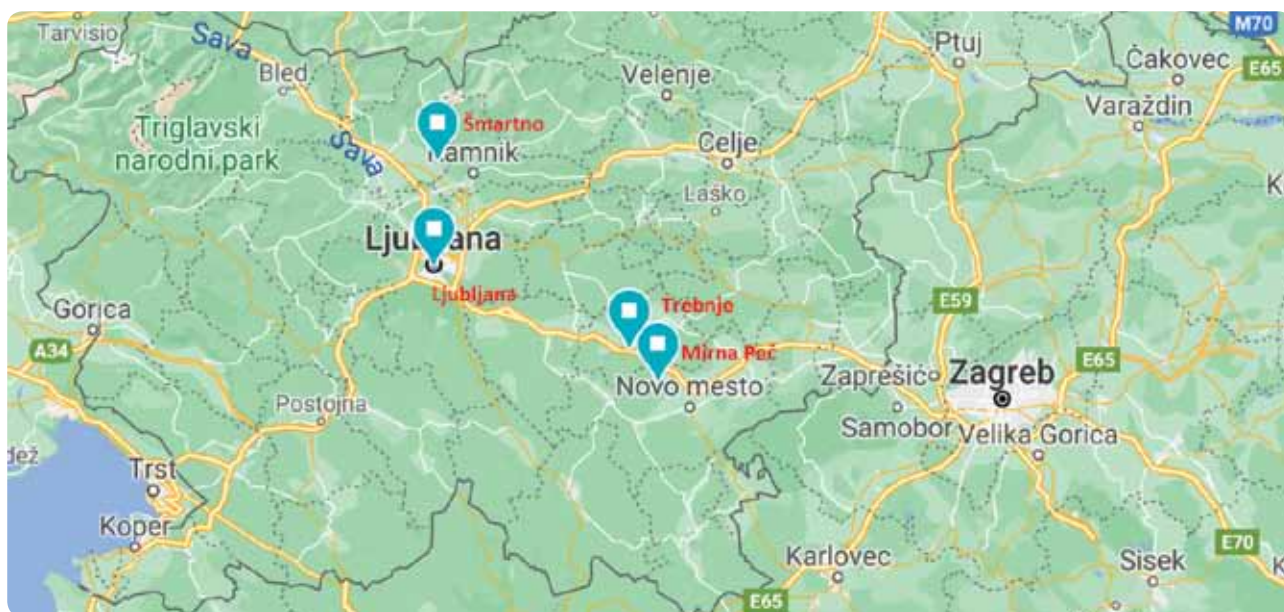 Tarvisio
Sava
Bled
Velenje
Ptuj
M70
Čakovec
E65
Varaždin
Šmartno
Triglavski
narodni park
Sava
Celje
Laško
Ljubljana
Gorica
A34
Trebnje
Mirna Peč
Novo mesto
E59
E65
Zaprešić
Zagreb
Postojna
Samobor
Velika Gorica
Trst
Koper
Karlovec
E65
E70
Sisek